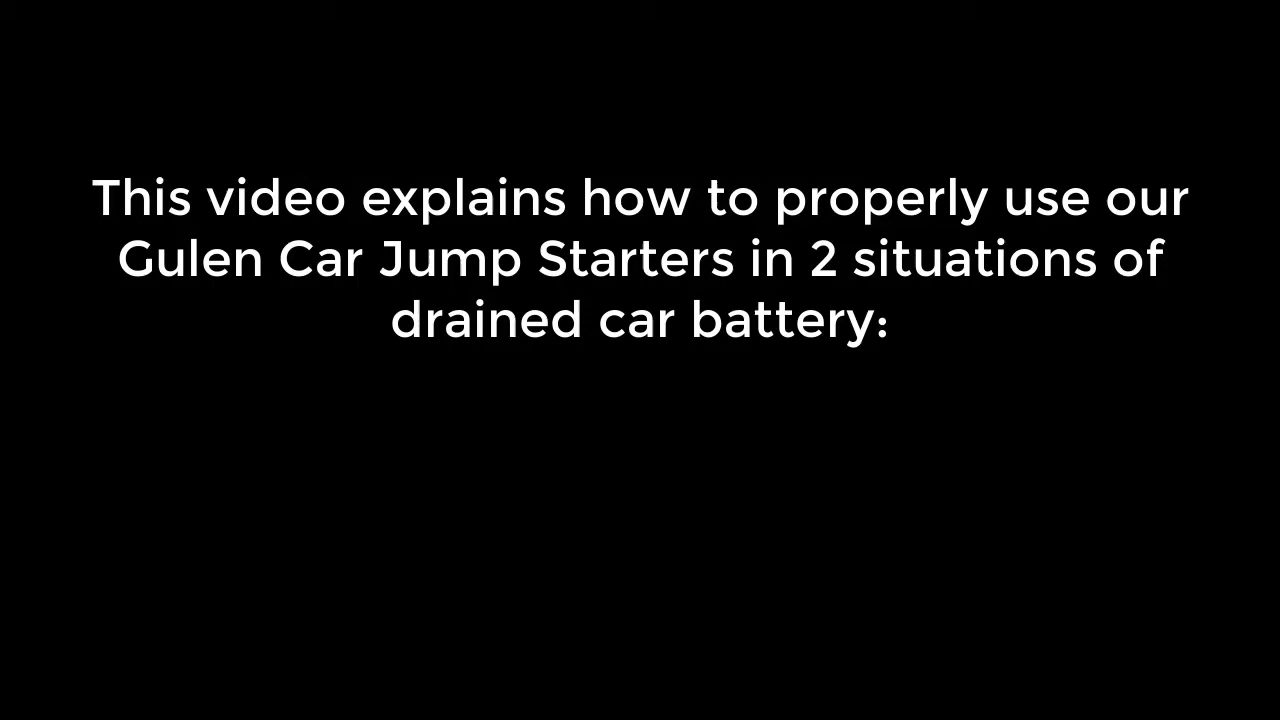 This video explains how to properly use our
Gulen Car Jump Starters in 2 situations of
drained car battery: